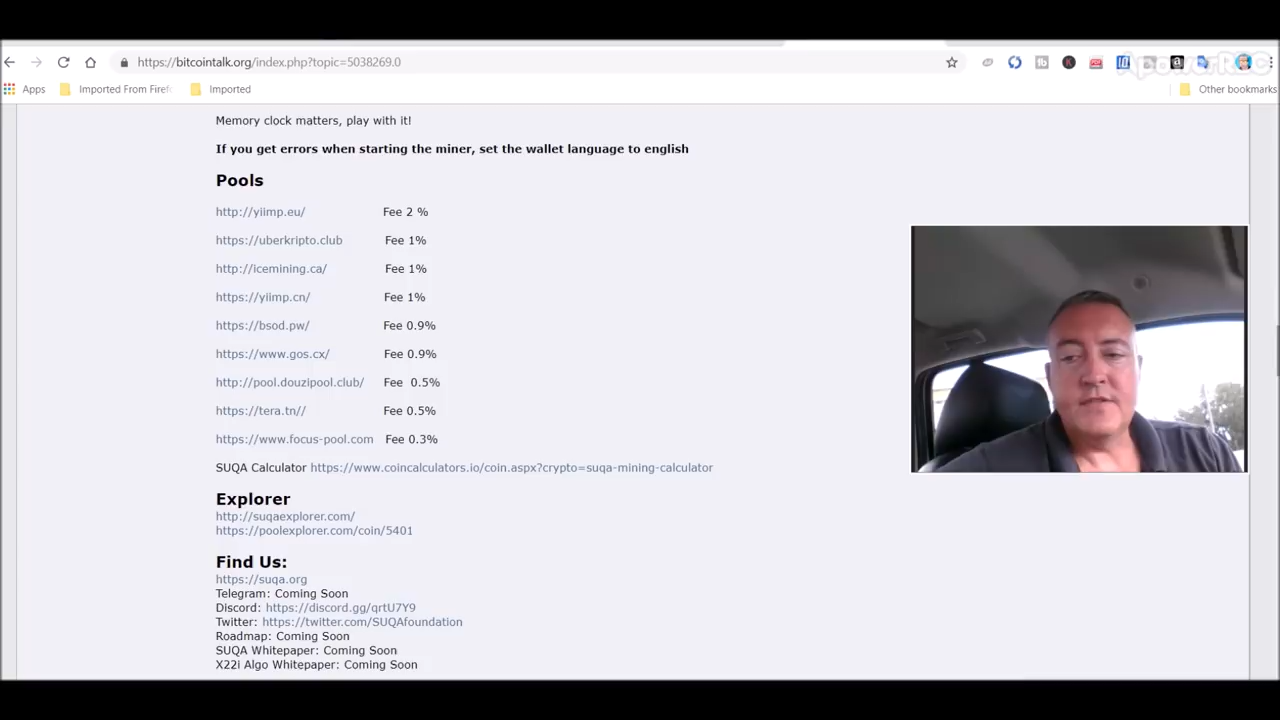 https://bitcointalk.org/index.php?topic=5038269.0
ApowerREC
Apps
Imported From Firef
Imported
Other bookmarks
Memory clock matters, play with it!
If you get errors when starting the miner, set the wallet language to english
Pools
http://yiimp.eu/ Fee 2 %
https://uberkripto.club Fee 1%
http://icemining.ca/ Fee 1%
https://yiimp.cn/ Fee 1%
https://bsod.pw/ Fee 0.9%
https://www.gos.cx/ Fee 0.9%
http://pool.douzipool.club/ Fee 0.5%
https://tera.tn// Fee 0.5%
https://www.focus-pool.com Fee 0.3%
SUQA Calculator https://www.coincalculators.io/coin.aspx?crypto=suqa-mining-calculator
Explorer
http://suqaexplorer.com/
https://poolexplorer.com/coin/5401
Find Us:
https://suqa.org
Telegram: Coming Soon
Discord: https://discord.gg/qrtU7Y9
Twitter: https://twitter.com/SUQAfoundation
Roadmap: Coming Soon
SUQA Whitepaper: Coming Soon
X22i Algo Whitepaper: Coming Soon